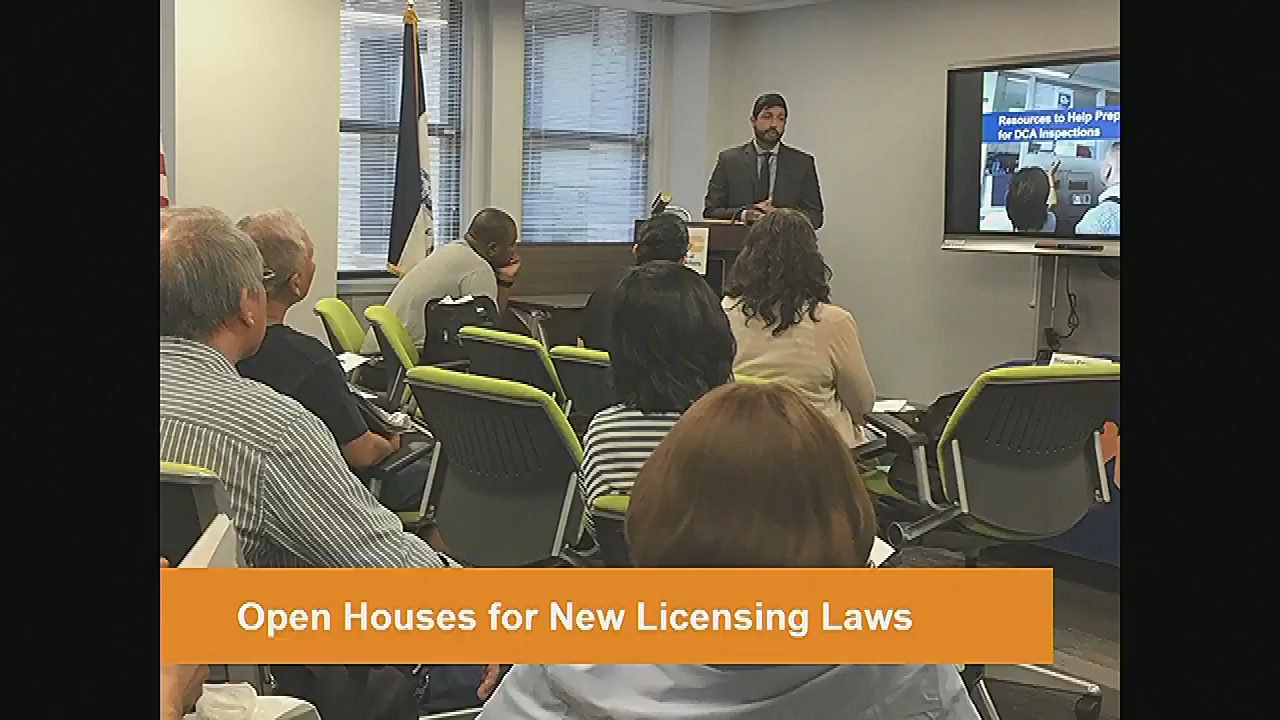 Resources to Help Prep
for DCA Inspections
Open Houses for New Licensing Laws